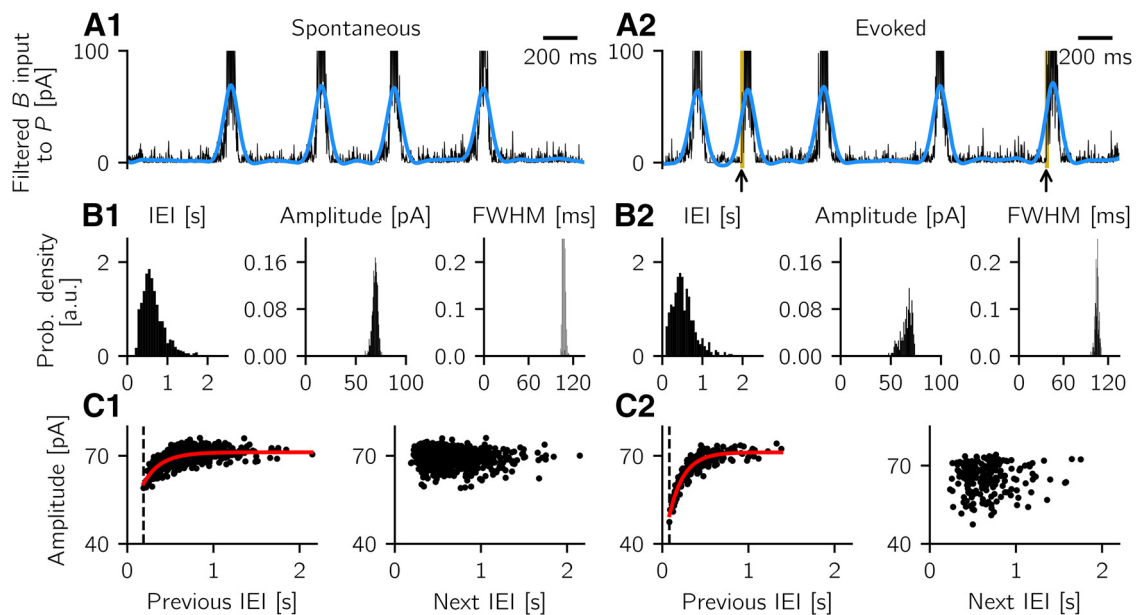 A1 Spontaneous 200 ms A2 Evoked 200 ms
Filtered B input to P [pA]
100 100
0 0
B1 IEI [s] Amplitude [pA] FWHM [ms] B2 IEI [s] Amplitude [pA] FWHM [ms]
Prob. density [a.u.]
2 0.16 0.2 2 0.16 0.2
0.08 0.1 0.08 0.1
0 0.00 0.0 0 0.00 0.0
0 1 2 0 50 100 0 60 120 0 1 2 0 50 100 0 60 120
C1 C2
Amplitude [pA]
70 70 70 70
40 40 40 40
0 1 2 0 1 2 0 1 2 0 1 2
Previous IEI [s] Next IEI [s] Previous IEI [s] Next IEI [s]